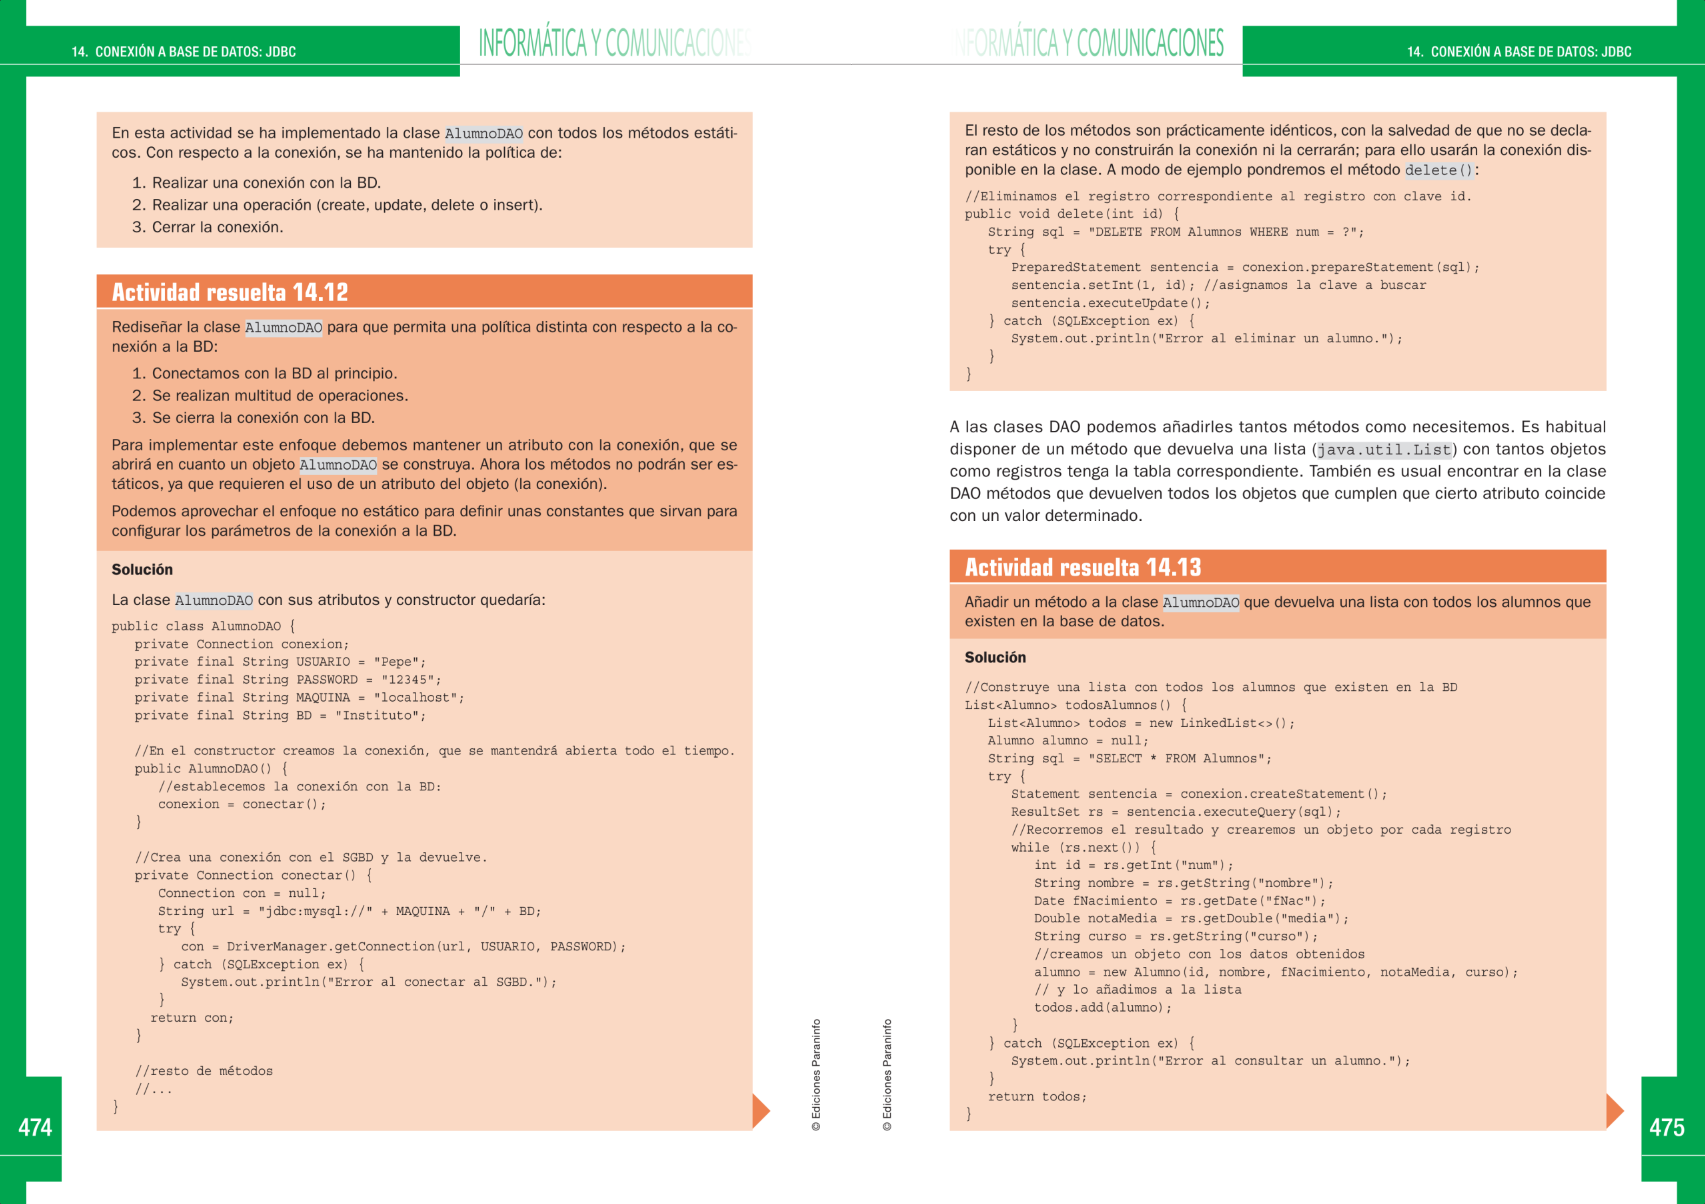 14. CONEXIÓN A BASE DE DATOS: JDBC
INFORMÁTICA Y COMUNICACIONES
En esta actividad se ha implementado la clase AlumnoDAO con todos los métodos estáti-
cos. Con respecto a la conexión, se ha mantenido la política de:
1. Realizar una conexión con la BD.
2. Realizar una operación (create, update, delete o insert).
3. Cerrar la conexión.
Actividad resuelta 14.12
Rediseñar la clase AlumnoDAO para que permita una política distinta con respecto a la co-
nexión a la BD:
1. Conectamos con la BD al principio.
2. Se realizan multitud de operaciones.
3. Se cierra la conexión con la BD.
Para implementar este enfoque debemos mantener un atributo con la conexión, que se
abrirá en cuanto un objeto AlumnoDAO se construya. Ahora los métodos no podrán ser es-
táticos, ya que requieren el uso de un atributo del objeto (la conexión).
Podemos aprovechar el enfoque no estático para definir unas constantes que sirvan para
configurar los parámetros de la conexión a la BD.
Solución
La clase AlumnoDAO con sus atributos y constructor quedaría:
public class AlumnoDAO {
private Connection conexion;
private final String USUARIO = "Pepe";
private final String PASSWORD = "12345";
private final String MAQUINA = "localhost";
private final String BD = "Instituto";
//En el constructor creamos la conexión, que se mantendrá abierta todo el tiempo.
public AlumnoDAO() {
//establecemos la conexión con la BD:
conexion = conectar();
}
//Crea una conexión con el SGBD y la devuelve.
private Connection conectar() {
Connection con = null;
String url = "jdbc:mysql://" + MAQUINA + "/" + BD;
try {
con = DriverManager.getConnection(url, USUARIO, PASSWORD);
} catch (SQLException ex) {
System.out.println("Error al conectar al SGBD.");
}
return con;
}
//resto de métodos
//...
}
474
© Ediciones Paraninfo
INFORMÁTICA Y COMUNICACIONES
14. CONEXIÓN A BASE DE DATOS: JDBC
El resto de los métodos son prácticamente idénticos, con la salvedad de que no se decla-
ran estáticos y no construirán la conexión ni la cerrarán; para ello usarán la conexión dis-
ponible en la clase. A modo de ejemplo pondremos el método delete():
//Eliminamos el registro correspondiente al registro con clave id.
public void delete(int id) {
String sql = "DELETE FROM Alumnos WHERE num = ?";
try {
PreparedStatement sentencia = conexion.prepareStatement(sql);
sentencia.setInt(1, id); //asignamos la clave a buscar
sentencia.executeUpdate();
} catch (SQLException ex) {
System.out.println("Error al eliminar un alumno.");
}
}
A las clases DAO podemos añadirles tantos métodos como necesitemos. Es habitual
disponer de un método que devuelva una lista (java.util.List) con tantos objetos
como registros tenga la tabla correspondiente. También es usual encontrar en la clase
DAO métodos que devuelven todos los objetos que cumplen que cierto atributo coincide
con un valor determinado.
Actividad resuelta 14.13
Añadir un método a la clase AlumnoDAO que devuelva una lista con todos los alumnos que
existen en la base de datos.
Solución
//Construye una lista con todos los alumnos que existen en la BD
List<Alumno> todosAlumnos() {
List<Alumno> todos = new LinkedList<>();
Alumno alumno = null;
String sql = "SELECT * FROM Alumnos";
try {
Statement sentencia = conexion.createStatement();
ResultSet rs = sentencia.executeQuery(sql);
//Recorremos el resultado y crearemos un objeto por cada registro
while (rs.next()) {
int id = rs.getInt("num");
String nombre = rs.getString("nombre");
Date fNacimiento = rs.getDate("fNac");
Double notaMedia = rs.getDouble("media");
String curso = rs.getString("curso");
//creamos un objeto con los datos obtenidos
alumno = new Alumno(id, nombre, fNacimiento, notaMedia, curso);
// y lo añadimos a la lista
todos.add(alumno);
}
} catch (SQLException ex) {
System.out.println("Error al consultar un alumno.");
}
return todos;
}
© Ediciones Paraninfo
475